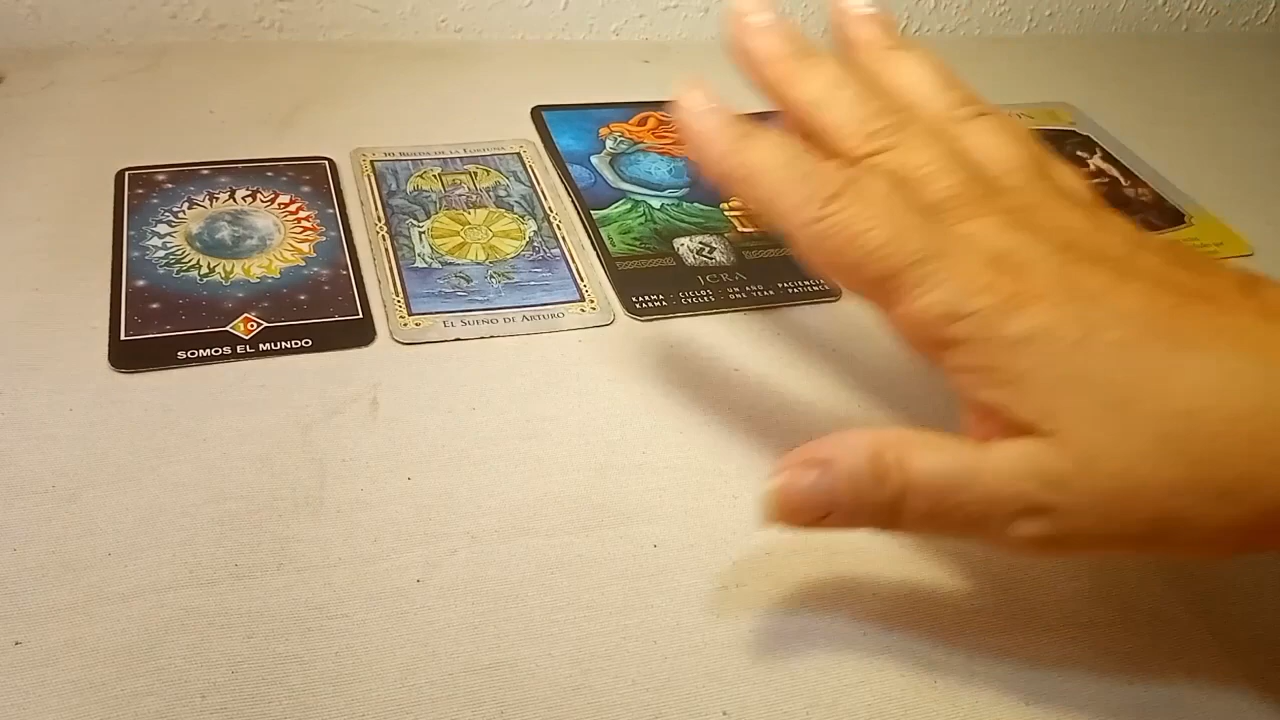 10
SOMOS EL MUNDO
10 RUEDA DE LA FORTUNA
EL SUEÑO DE ARTURO
JERA
KARMA - CICLOS - UN AÑO - PACIENCIA
KARMA - CYCLES - ONE YEAR - PATIENCE